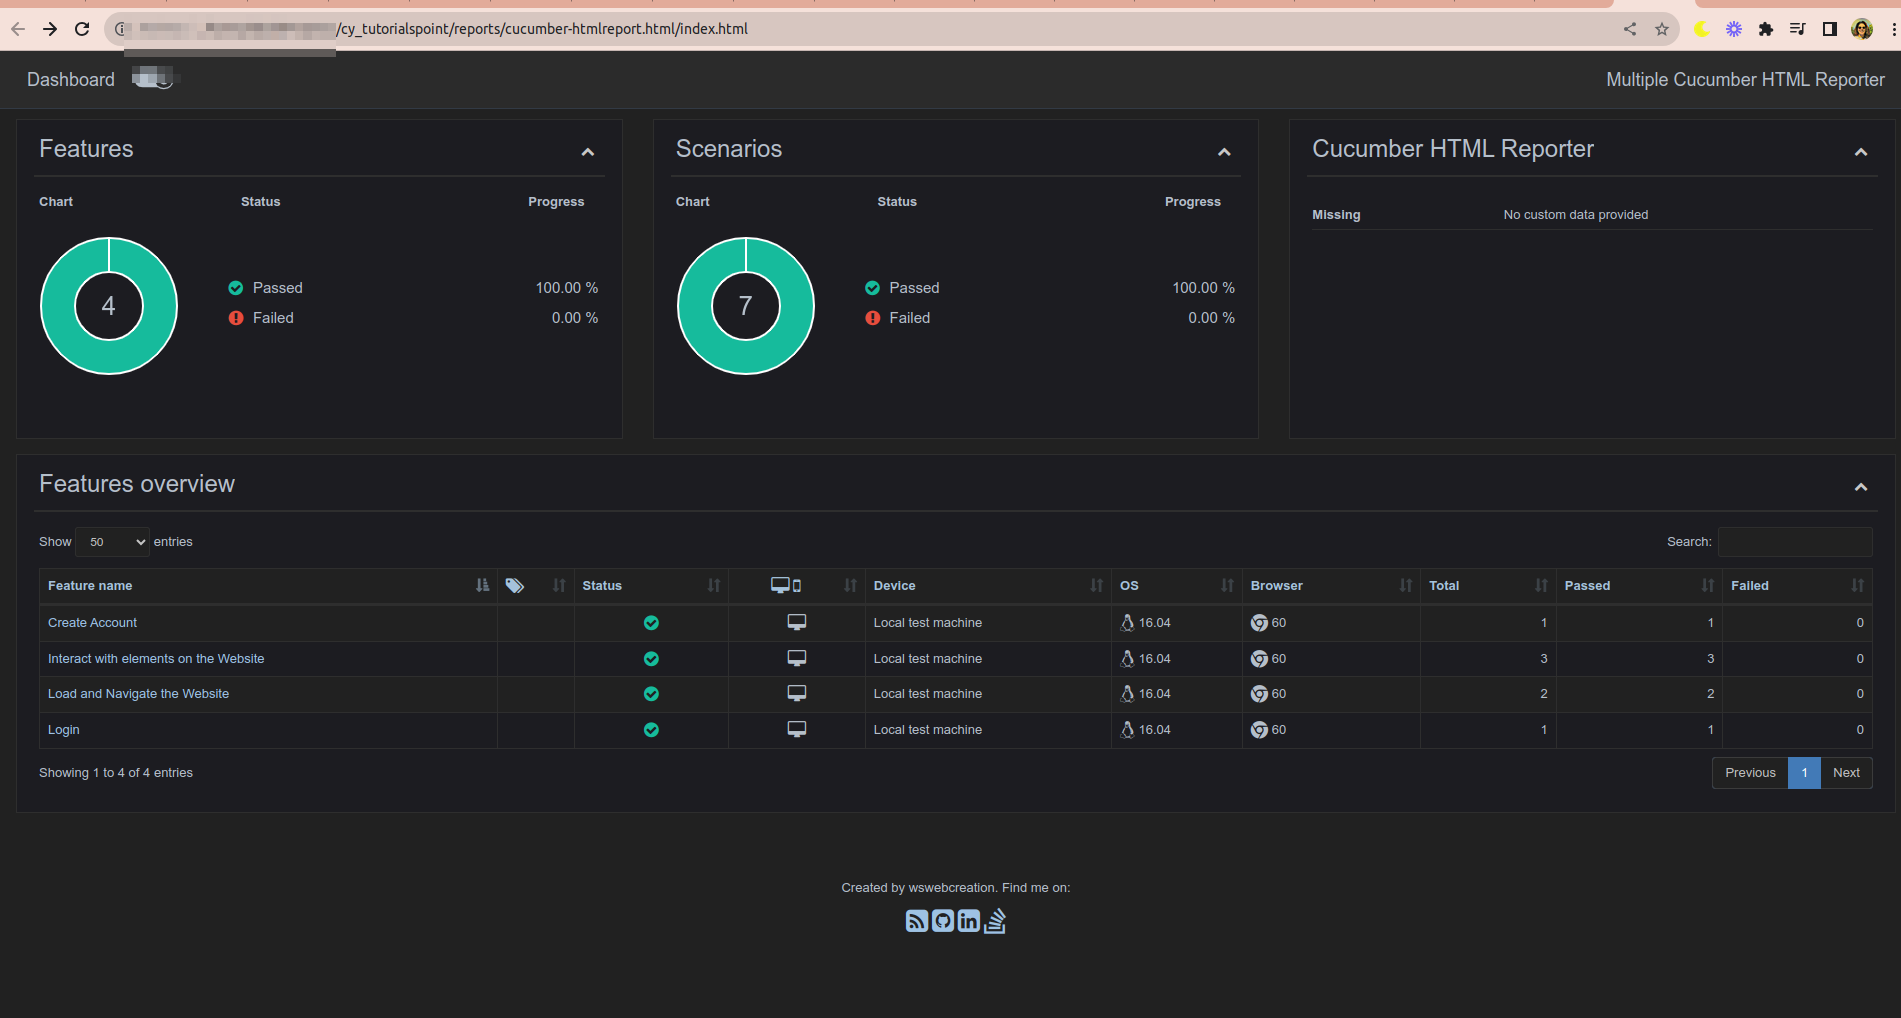 /cy_tutorialspoint/reports/cucumber-htmlreport.html/index.html
Dashboard
Multiple Cucumber HTML Reporter
Features
Chart Status Progress
4
Passed 100.00 %
Failed 0.00 %
Scenarios
Chart Status Progress
7
Passed 100.00 %
Failed 0.00 %
Cucumber HTML Reporter
Missing No custom data provided
Features overview
Show 50 entries Search:
Feature name Status Device OS Browser Total Passed Failed
Create Account Local test machine 16.04 60 1 1 0
Interact with elements on the Website Local test machine 16.04 60 3 3 0
Load and Navigate the Website Local test machine 16.04 60 2 2 0
Login Local test machine 16.04 60 1 1 0
Showing 1 to 4 of 4 entries Previous 1 Next
Created by wswebcreation. Find me on: